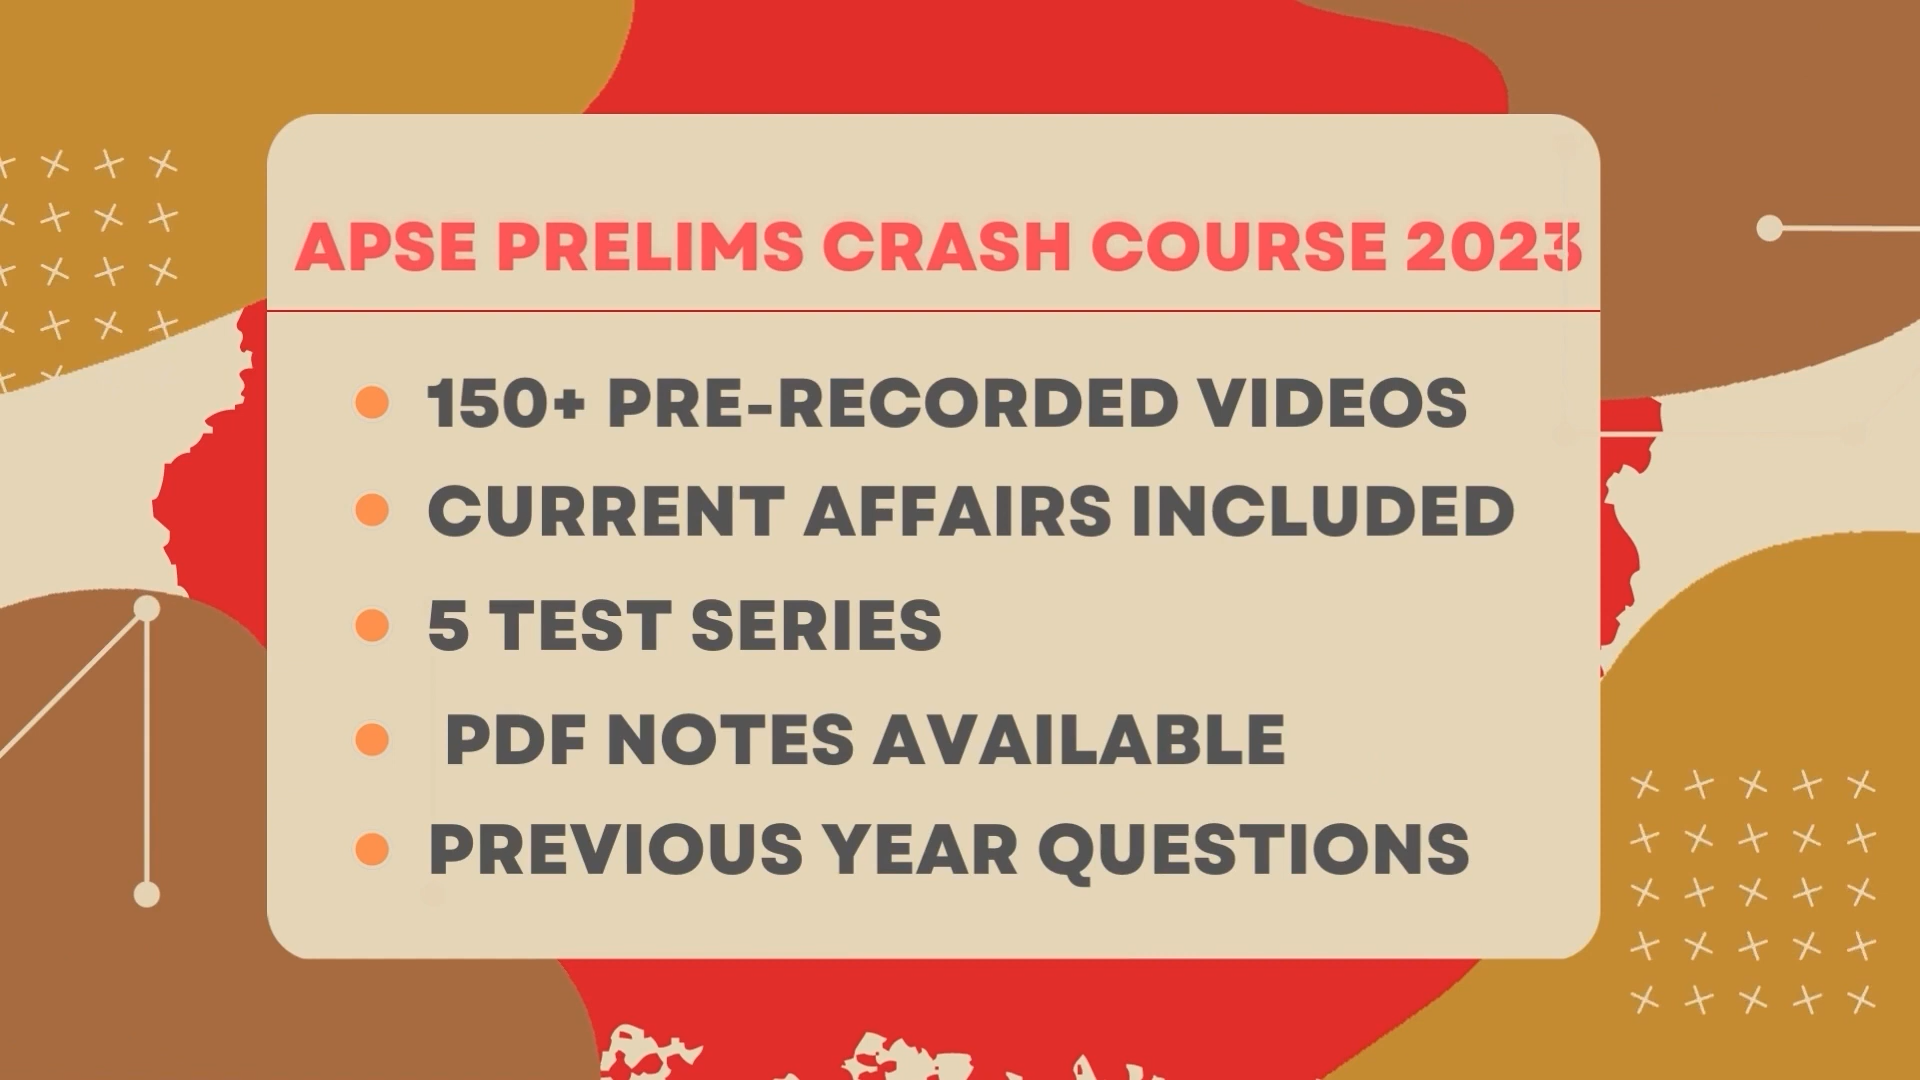 APSE PRELIMS CRASH COURSE 2023
150+ PRE-RECORDED VIDEOS
CURRENT AFFAIRS INCLUDED
5 TEST SERIES
PDF NOTES AVAILABLE
PREVIOUS YEAR QUESTIONS